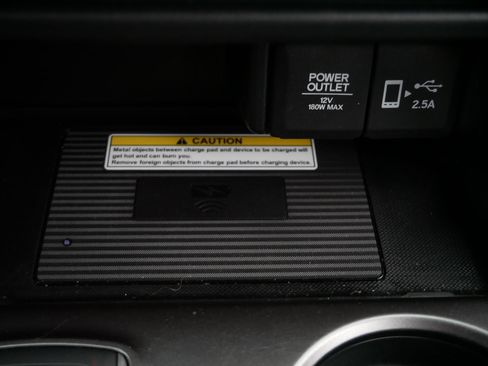 POWER
OUTLET
12V
180W MAX
2.5A
CAUTION
Metal objects between charge pad and device to be charged will
get hot and can burn you.
Remove foreign objects from charge pad before charging device.